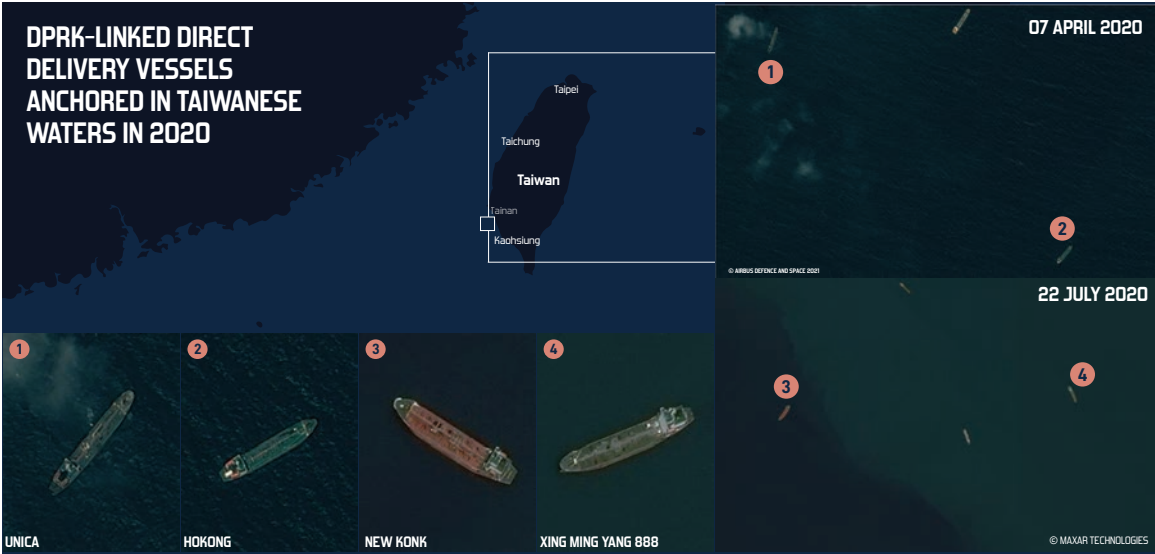 DPRK-LINKED DIRECT
DELIVERY VESSELS
ANCHORED IN TAIWANESE
WATERS IN 2020
Taipei
Taichung
Taiwan
Tainan
Kaohsiung
07 APRIL 2020
1
2
© AIRBUS DEFENCE AND SPACE 2021
22 JULY 2020
3
4
© MAXAR TECHNOLOGIES
1
UNICA
2
HOKONG
3
NEW KONK
4
XING MING YANG 888